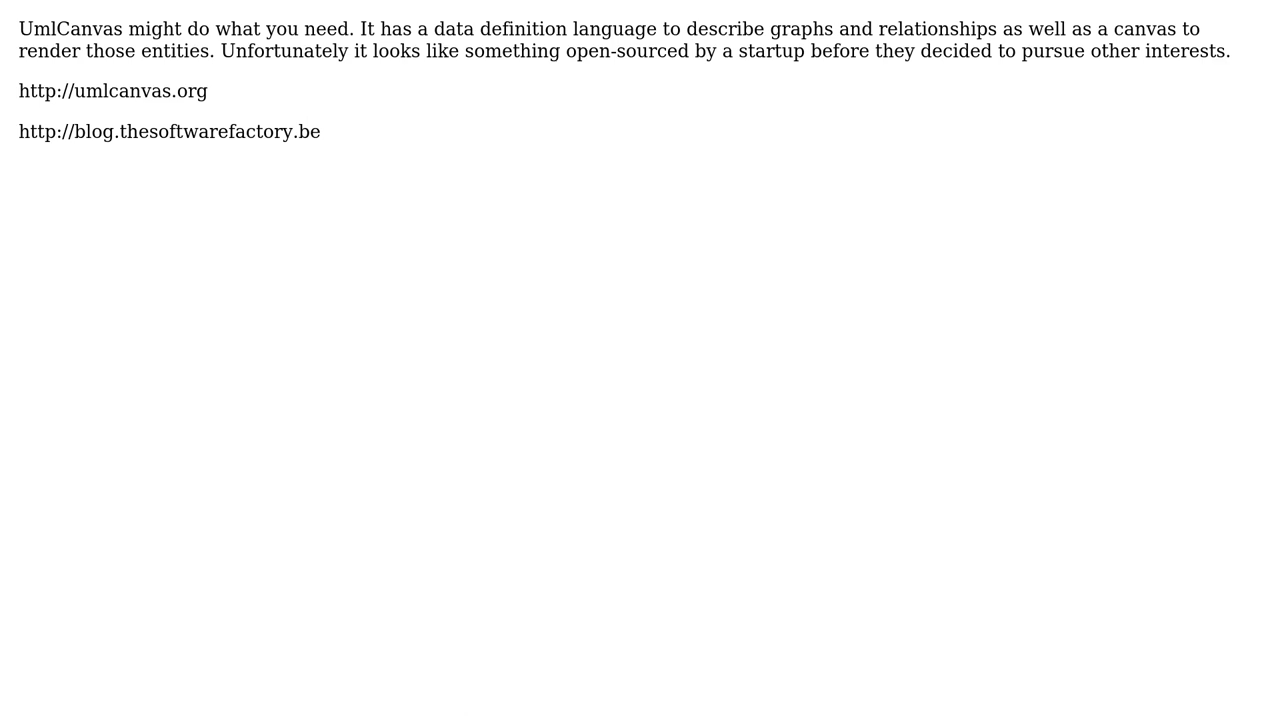 UmlCanvas might do what you need. It has a data definition language to describe graphs and relationships as well as a canvas to
render those entities. Unfortunately it looks like something open-sourced by a startup before they decided to pursue other interests.
http://umlcanvas.org
http://blog.thesoftwarefactory.be